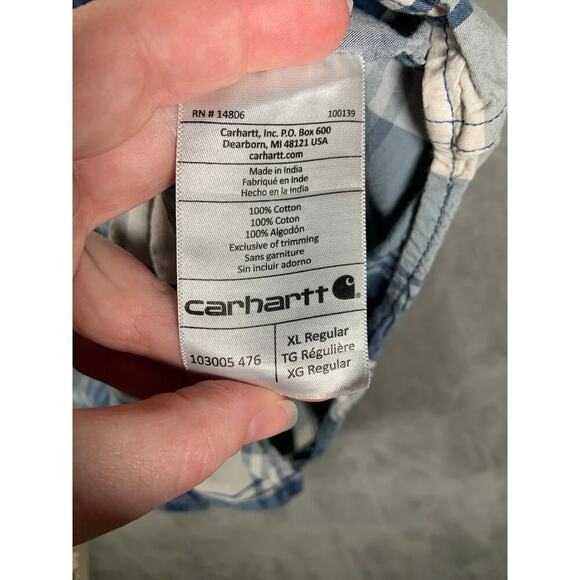 RN # 14806 100139
Carhartt, Inc. P.O. Box 600
Dearborn, MI 48121 USA
carhartt.com
Made in India
Fabriqué en Inde
Hecho en la India
100% Cotton
100% Coton
100% Algodón
Exclusive of trimming
Sans garniture
Sin incluir adorno
carhartt
103005 476
XL Regular
TG Régulière
XG Regular